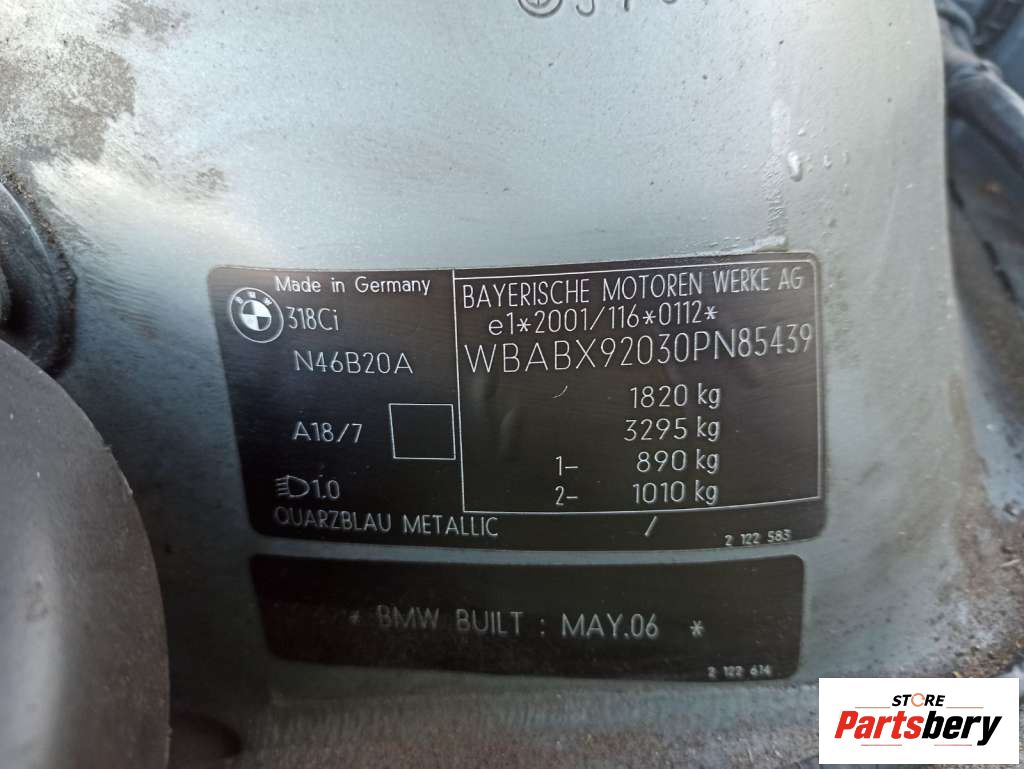 Made in Germany
BMW
318Ci
N46B20A
A18/7
1.0
QUARZBLAU METALLIC /
BAYERISCHE MOTOREN WERKE AG
e1*2001/116*0112*
WBABX92030PN85439
1820 kg
3295 kg
1- 890 kg
2- 1010 kg
2 122 583
* BMW BUILT : MAY.06 *
2 122 614
STORE
Partsbery